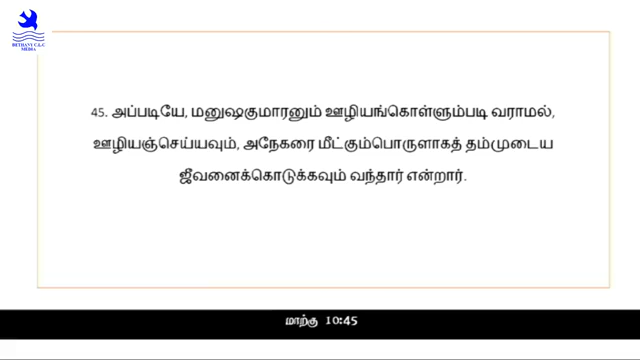 BETHANY C&C
MEDIA
45. அப்படியே, மனுஷகுமாரனும் ஊழியங்கொள்ளும்படி வராமல்,
ஊழியஞ்செய்யவும், அநேகரை மீட்கும்பொருளாகத் தம்முடைய
ஜீவனைக்கொடுக்கவும் வந்தார் என்றார்.
மாற்கு 10:45